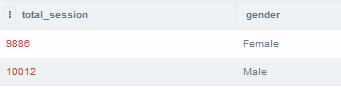 total_session gender
9886 Female
10012 Male